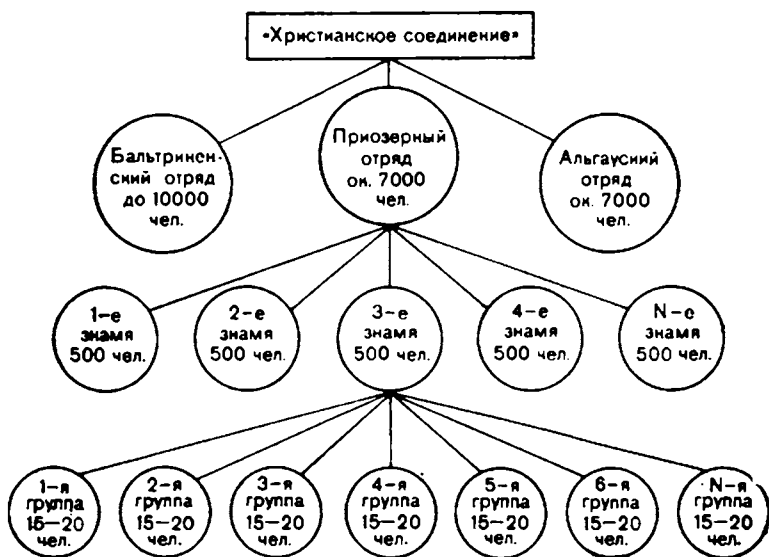 «Христианское соединение»
Бальтринен-
ский отряд
до 10000
чел.
Приозерный
отряд
ок. 7000
чел.
Альгауский
отряд
ок. 7000
чел.
1-е
знамя
500 чел.
2-е
знамя
500 чел.
3-е
знамя
500 чел.
4-е
знамя
500 чел.
N-е
знамя
500 чел.
1-я
группа
15-20
чел.
2-я
группа
15-20
чел.
3-я
группа
15-20
чел.
4-я
группа
15-20
чел.
5-я
группа
15-20
чел.
6-я
группа
15-20
чел.
N-я
группа
15-20
чел.